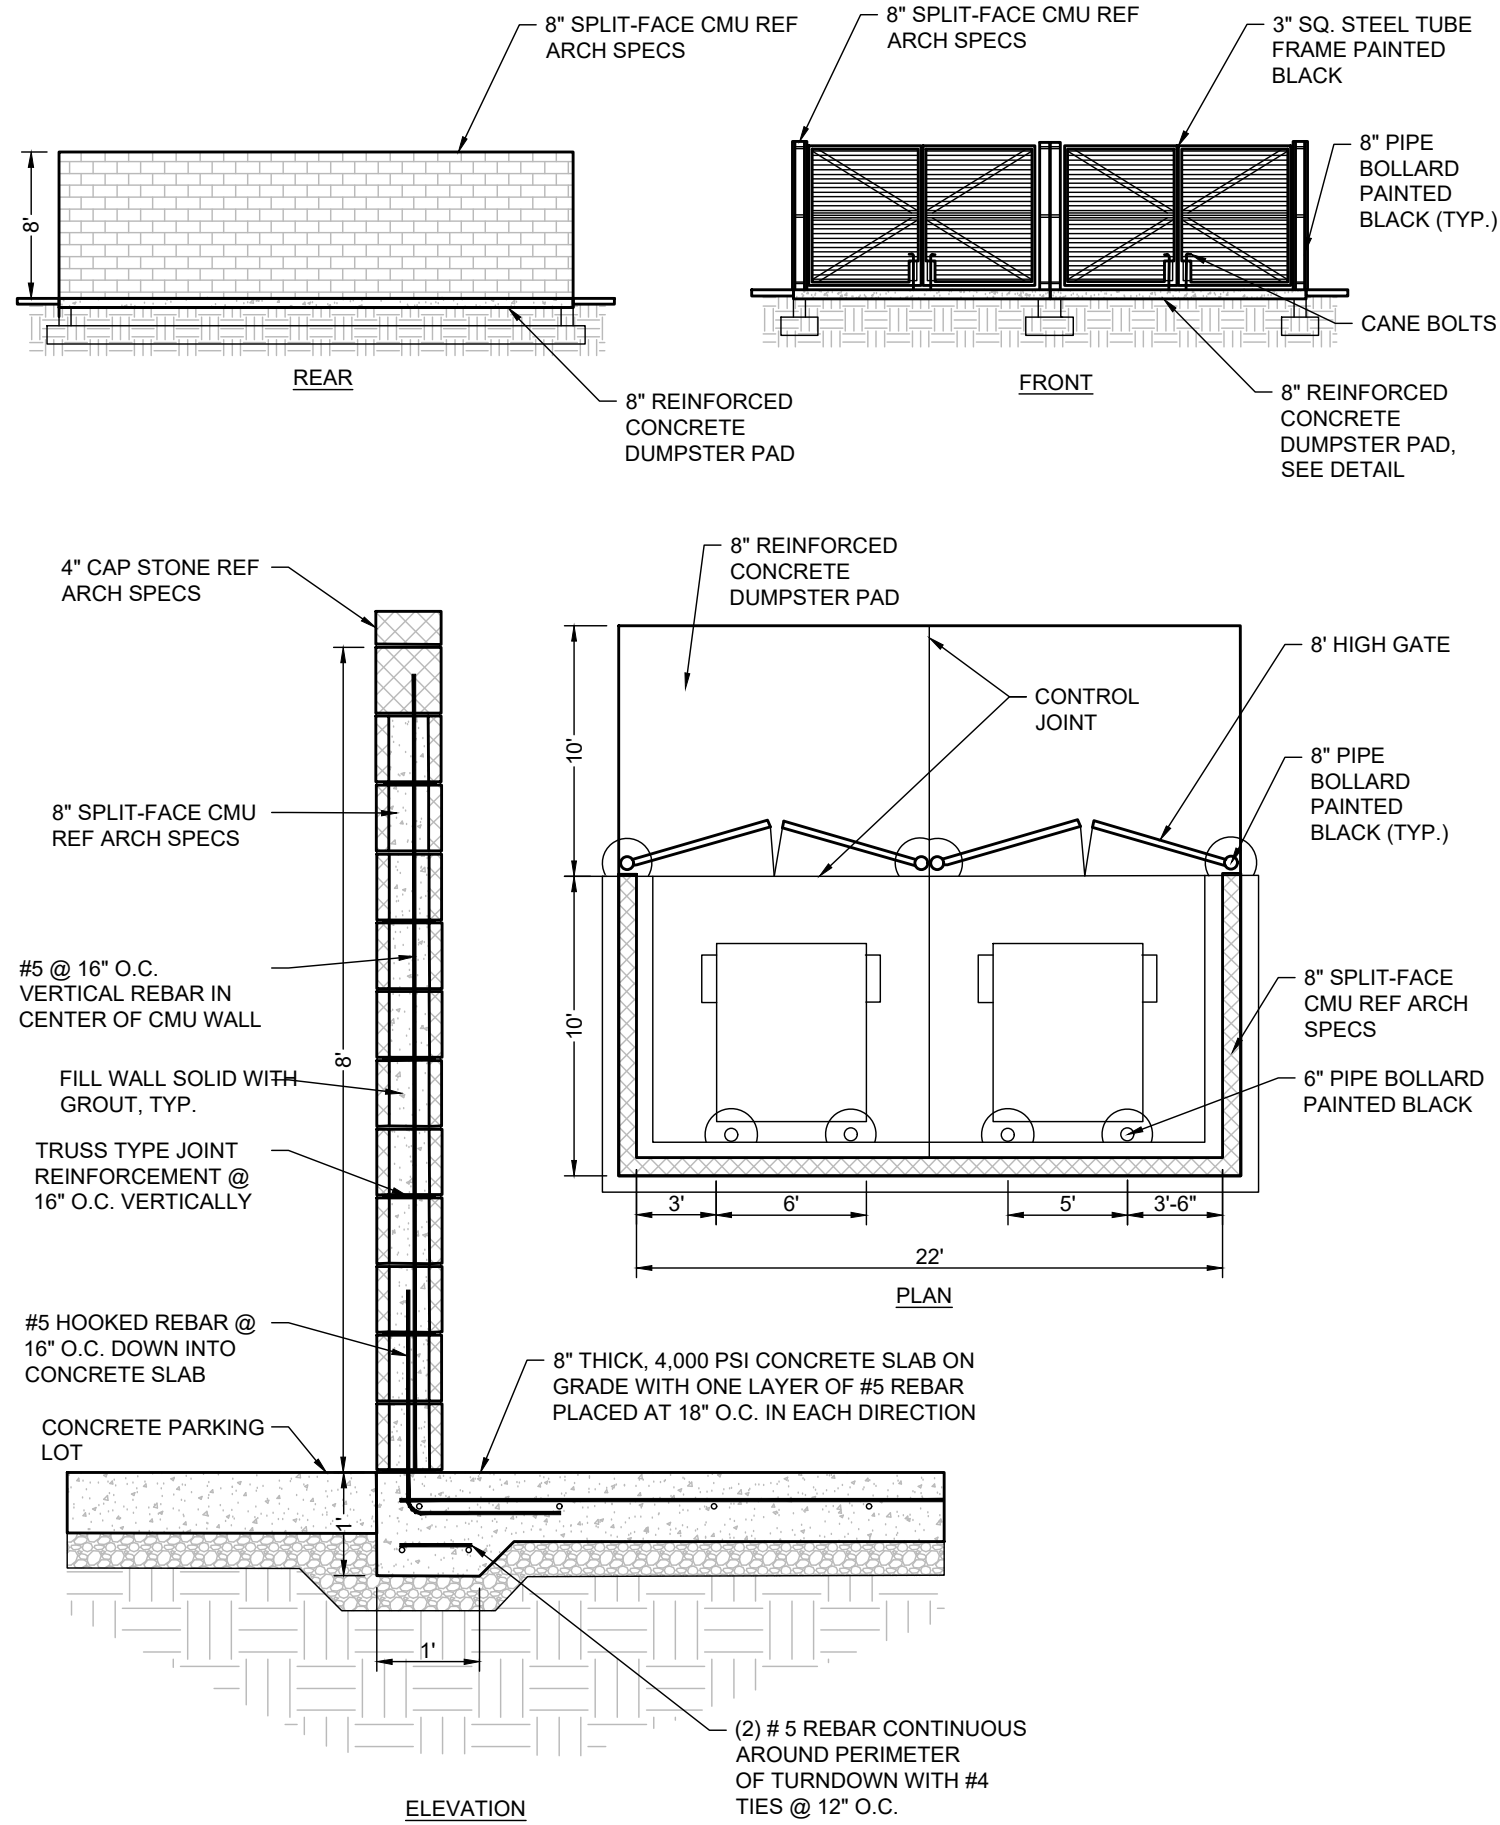 8" SPLIT-FACE CMU REF
ARCH SPECS
8'
REAR
8" REINFORCED
CONCRETE
DUMPSTER PAD
8" SPLIT-FACE CMU REF
ARCH SPECS
3" SQ. STEEL TUBE
FRAME PAINTED
BLACK
8" PIPE
BOLLARD
PAINTED
BLACK (TYP.)
CANE BOLTS
FRONT
8" REINFORCED
CONCRETE
DUMPSTER PAD,
SEE DETAIL
4" CAP STONE REF
ARCH SPECS
8" SPLIT-FACE CMU
REF ARCH SPECS
#5 @ 16" O.C.
VERTICAL REBAR IN
CENTER OF CMU WALL
8'
FILL WALL SOLID WITH
GROUT, TYP.
TRUSS TYPE JOINT
REINFORCEMENT @
16" O.C. VERTICALLY
#5 HOOKED REBAR @
16" O.C. DOWN INTO
CONCRETE SLAB
CONCRETE PARKING
LOT
8" THICK, 4,000 PSI CONCRETE SLAB ON
GRADE WITH ONE LAYER OF #5 REBAR
PLACED AT 18" O.C. IN EACH DIRECTION
1'
1'
(2) # 5 REBAR CONTINUOUS
AROUND PERIMETER
OF TURNDOWN WITH #4
TIES @ 12" O.C.
ELEVATION
8" REINFORCED
CONCRETE
DUMPSTER PAD
8' HIGH GATE
CONTROL
JOINT
10'
8" PIPE
BOLLARD
PAINTED
BLACK (TYP.)
10'
8" SPLIT-FACE
CMU REF ARCH
SPECS
6" PIPE BOLLARD
PAINTED BLACK
3'
6'
5'
3'-6"
22'
PLAN